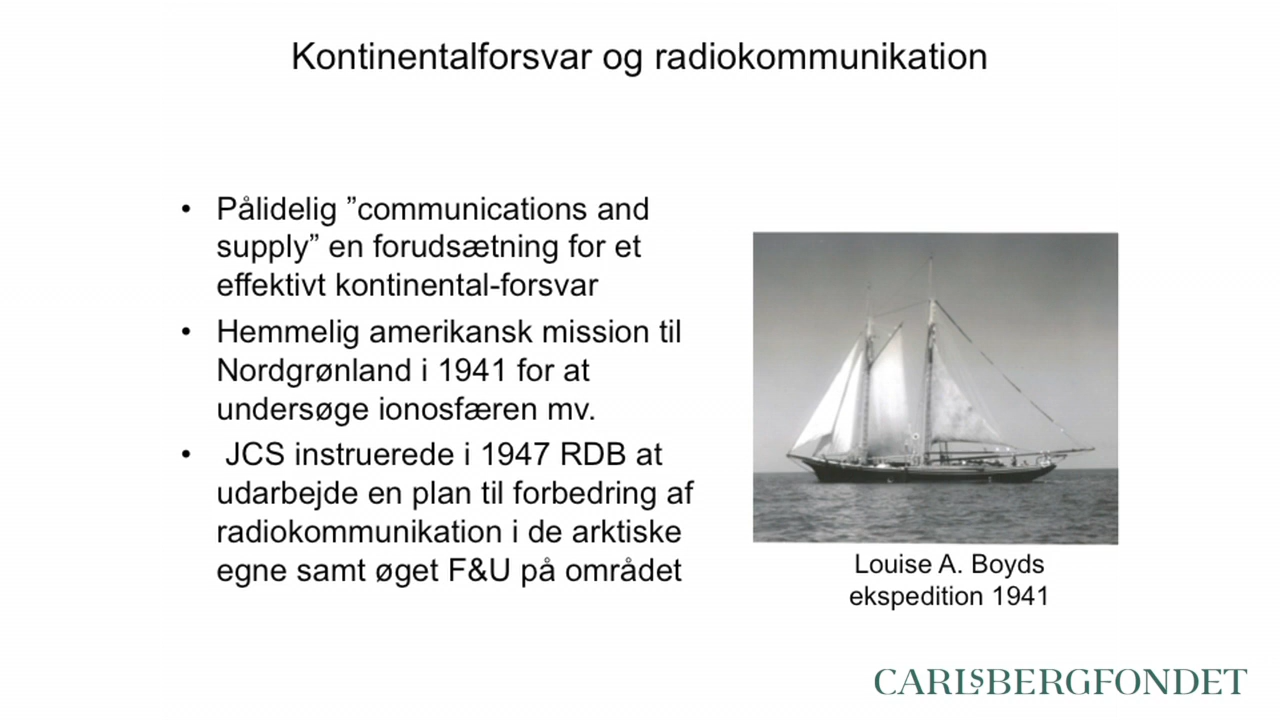 Kontinentalforsvar og radiokommunikation
• Pålidelig ”communications and
supply” en forudsætning for et
effektivt kontinental-forsvar
• Hemmelig amerikansk mission til
Nordgrønland i 1941 for at
undersøge ionosfæren mv.
• JCS instruerede i 1947 RDB at
udarbejde en plan til forbedring af
radiokommunikation i de arktiske
egne samt øget F&U på området
Louise A. Boyds
ekspedition 1941
CARLSBERGFONDET